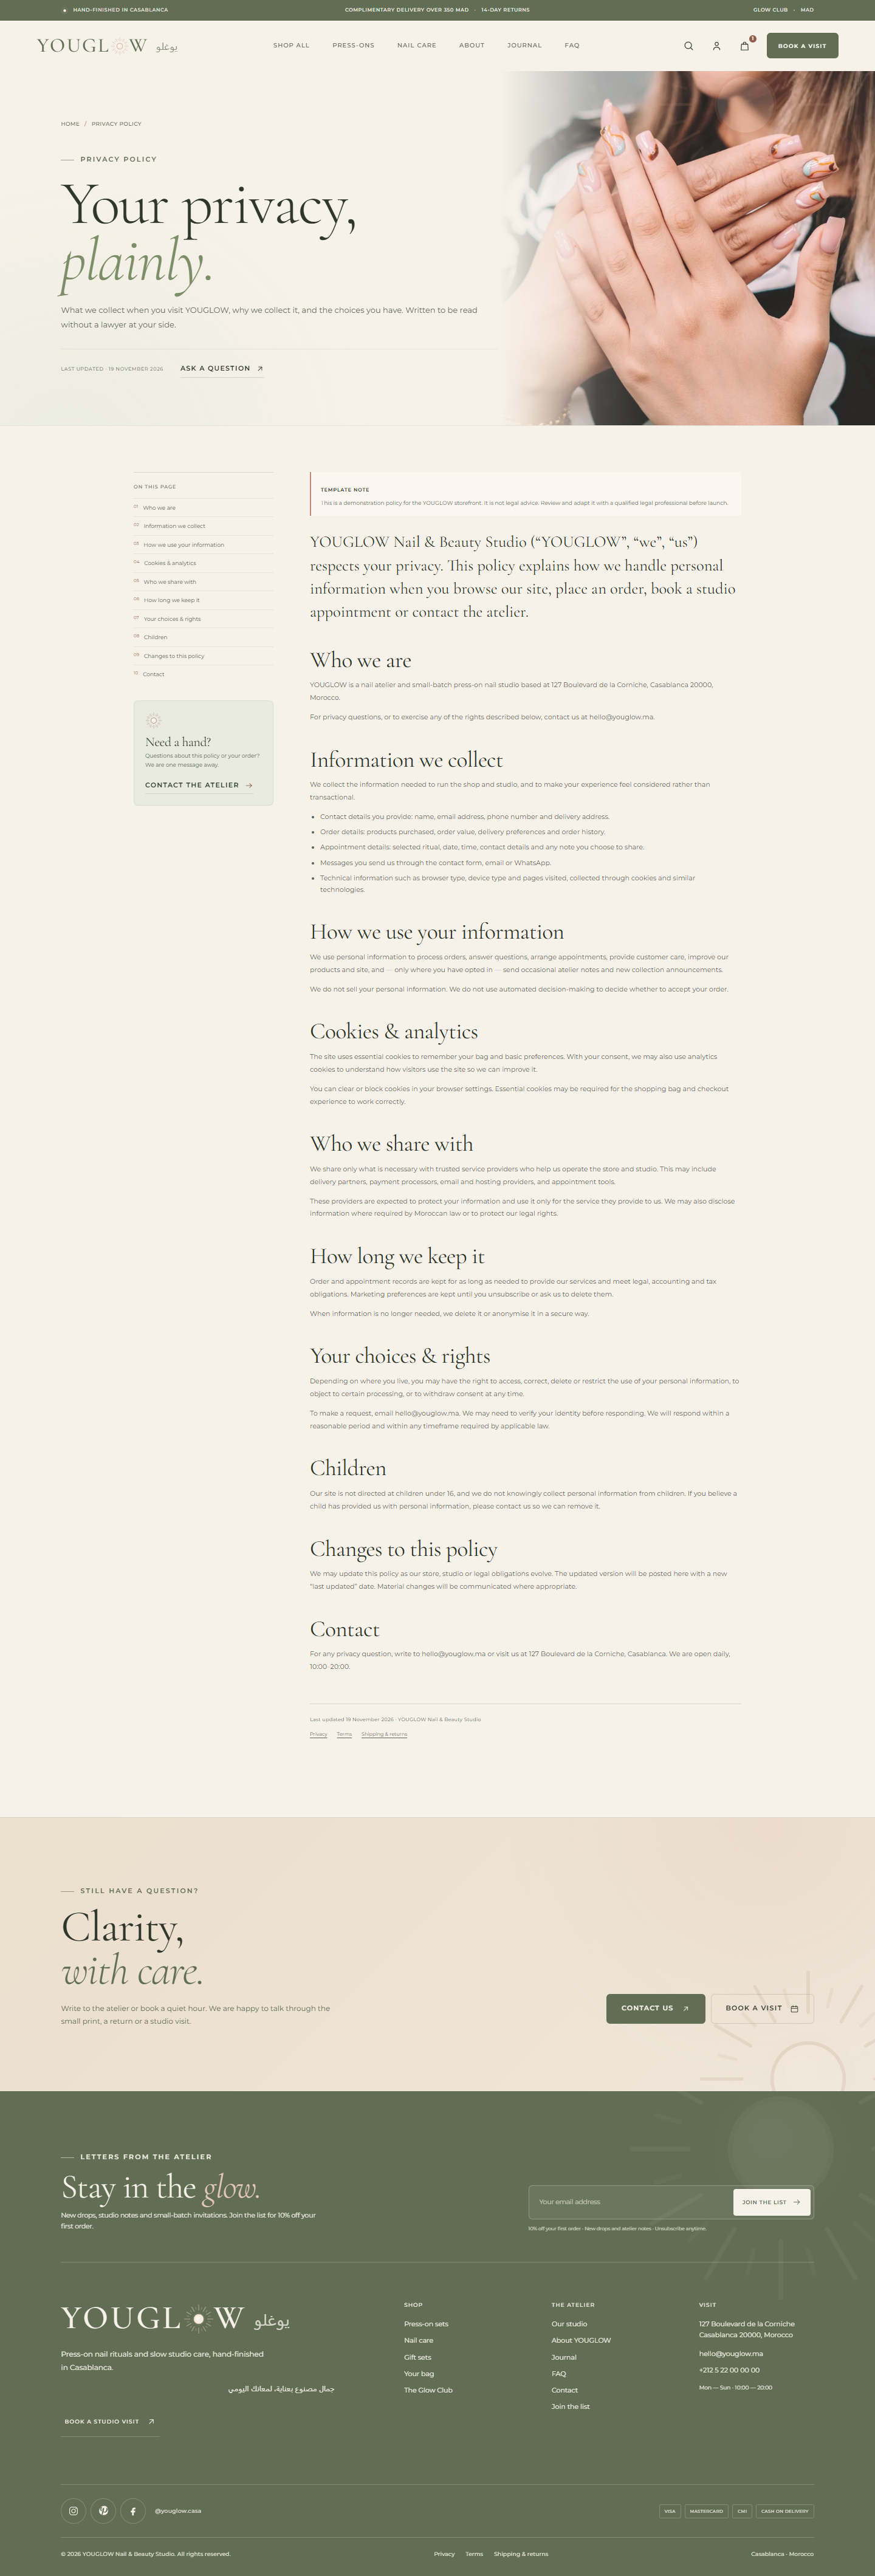 HAND-FINISHED IN CASABLANCA
COMPLIMENTARY DELIVERY OVER 350 MAD · 14-DAY RETURNS
GLOW CLUB · MAD
YOUGLOW يوغلو
SHOP ALL
PRESS-ONS
NAIL CARE
ABOUT
JOURNAL
FAQ
1
BOOK A VISIT
HOME / PRIVACY POLICY
PRIVACY POLICY
Your privacy,
plainly.
What we collect when you visit YOUGLOW, why we collect it, and the choices you have. Written to be read
without a lawyer at your side.
LAST UPDATED · 19 NOVEMBER 2026
ASK A QUESTION
ON THIS PAGE
01 Who we are
02 Information we collect
03 How we use your information
04 Cookies & analytics
05 Who we share with
06 How long we keep it
07 Your choices & rights
08 Children
09 Changes to this policy
10 Contact
Need a hand?
Questions about this policy or your order?
We are one message away.
CONTACT THE ATELIER
TEMPLATE NOTE
This is a demonstration policy for the YOUGLOW storefront. It is not legal advice. Review and adapt it with a qualified legal professional before launch.
YOUGLOW Nail & Beauty Studio (“YOUGLOW”, “we”, “us”)
respects your privacy. This policy explains how we handle personal
information when you browse our site, place an order, book a studio
appointment or contact the atelier.
Who we are
YOUGLOW is a nail atelier and small-batch press-on nail studio based at 127 Boulevard de la Corniche, Casablanca 20000,
Morocco.
For privacy questions, or to exercise any of the rights described below, contact us at hello@youglow.ma.
Information we collect
We collect the information needed to run the shop and studio, and to make your experience feel considered rather than
transactional.
• Contact details you provide: name, email address, phone number and delivery address.
• Order details: products purchased, order value, delivery preferences and order history.
• Appointment details: selected ritual, date, time, contact details and any note you choose to share.
• Messages you send us through the contact form, email or WhatsApp.
• Technical information such as browser type, device type and pages visited, collected through cookies and similar
technologies.
How we use your information
We use personal information to process orders, answer questions, arrange appointments, provide customer care, improve our
products and site, and — only where you have opted in — send occasional atelier notes and new collection announcements.
We do not sell your personal information. We do not use automated decision-making to decide whether to accept your order.
Cookies & analytics
The site uses essential cookies to remember your bag and basic preferences. With your consent, we may also use analytics
cookies to understand how visitors use the site so we can improve it.
You can clear or block cookies in your browser settings. Essential cookies may be required for the shopping bag and checkout
experience to work correctly.
Who we share with
We share only what is necessary with trusted service providers who help us operate the store and studio. This may include
delivery partners, payment processors, email and hosting providers, and appointment tools.
These providers are expected to protect your information and use it only for the service they provide to us. We may also disclose
information where required by Moroccan law or to protect our legal rights.
How long we keep it
Order and appointment records are kept for as long as needed to provide our services and meet legal, accounting and tax
obligations. Marketing preferences are kept until you unsubscribe or ask us to delete them.
When information is no longer needed, we delete it or anonymise it in a secure way.
Your choices & rights
Depending on where you live, you may have the right to access, correct, delete or restrict the use of your personal information, to
object to certain processing, or to withdraw consent at any time.
To make a request, email hello@youglow.ma. We may need to verify your identity before responding. We will respond within a
reasonable period and within any timeframe required by applicable law.
Children
Our site is not directed at children under 16, and we do not knowingly collect personal information from children. If you believe a
child has provided us with personal information, please contact us so we can remove it.
Changes to this policy
We may update this policy as our store, studio or legal obligations evolve. The updated version will be posted here with a new
“last updated” date. Material changes will be communicated where appropriate.
Contact
For any privacy question, write to hello@youglow.ma or visit us at 127 Boulevard de la Corniche, Casablanca. We are open daily,
10:00–20:00.
Last updated 19 November 2026 · YOUGLOW Nail & Beauty Studio
Privacy
Terms
Shipping & returns
STILL HAVE A QUESTION?
Clarity,
with care.
Write to the atelier or book a quiet hour. We are happy to talk through the
small print, a return or a studio visit.
CONTACT US
BOOK A VISIT
LETTERS FROM THE ATELIER
Stay in the glow.
New drops, studio notes and small-batch invitations. Join the list for 10% off your
first order.
Your email address
JOIN THE LIST
10% off your first order · New drops and atelier notes · Unsubscribe anytime.
YOUGLOW يوغلو
Press-on nail rituals and slow studio care, hand-finished
in Casablanca.
جمال مصنوع بعناية، لمعانك اليومي
BOOK A STUDIO VISIT
SHOP
Press-on sets
Nail care
Gift sets
Your bag
The Glow Club
THE ATELIER
Our studio
About YOUGLOW
Journal
FAQ
Contact
Join the list
VISIT
127 Boulevard de la Corniche
Casablanca 20000, Morocco
hello@youglow.ma
+212 5 22 00 00 00
Mon — Sun · 10:00 — 20:00
@youglow.casa
VISA
MASTERCARD
CMI
CASH ON DELIVERY
© 2026 YOUGLOW Nail & Beauty Studio. All rights reserved.
Privacy
Terms
Shipping & returns
Casablanca · Morocco